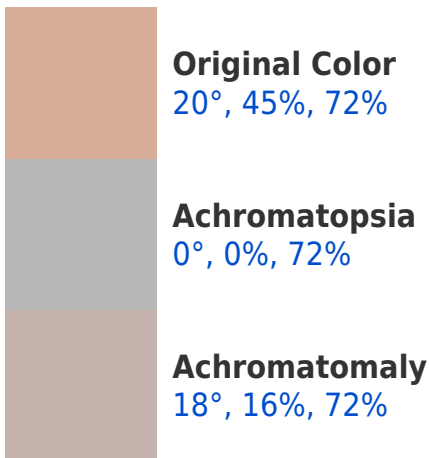 Original Color
20°, 45%, 72%
Achromatopsia
0°, 0%, 72%
Achromatomaly
18°, 16%, 72%